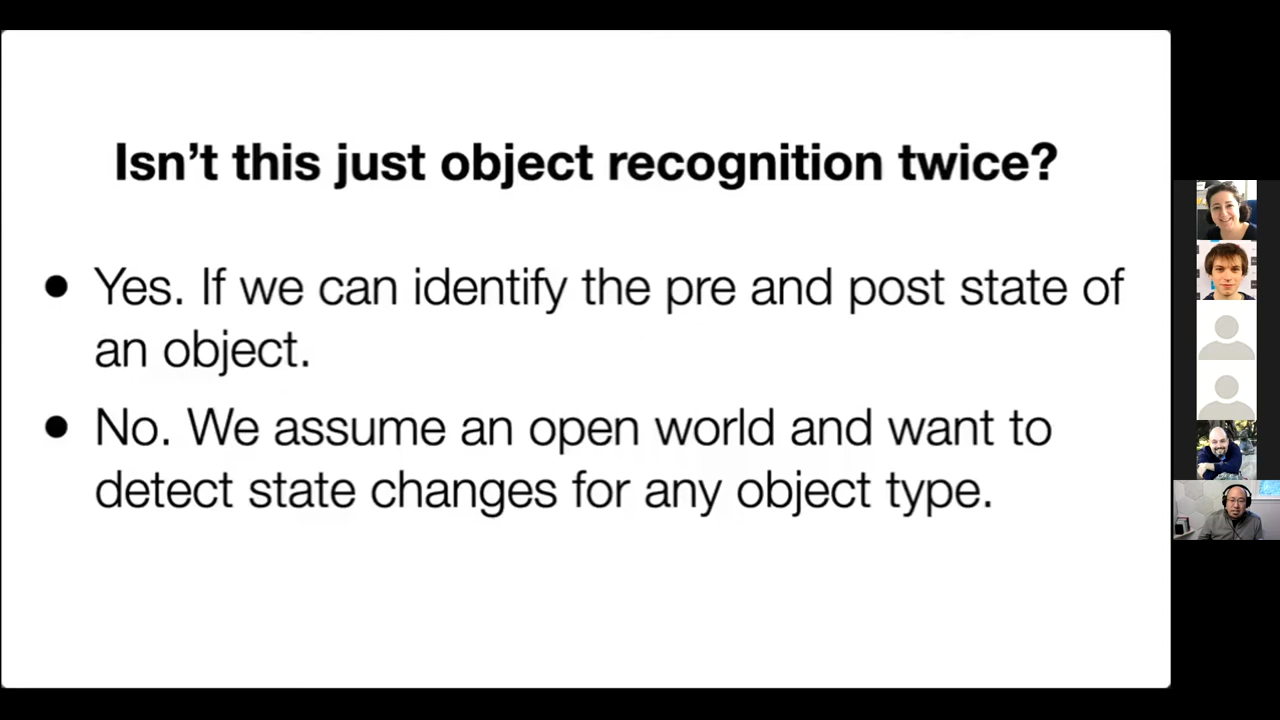 Isn’t this just object recognition twice?
● Yes. If we can identify the pre and post state of
an object.
● No. We assume an open world and want to
detect state changes for any object type.